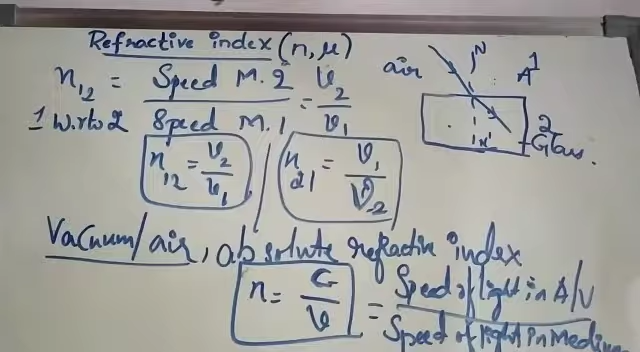 Refractive index (n, μ)
n₁₂ = Speed M. 2 / Speed M. 1 = v₂ / v₁
1 w.r.to 2
air
N
A 1
2
Glass.
n₁₂ = v₂ / v₁ / n₂₁ = v₁ / v₂
Vacuum/air, absolute refractive index
n = C / v = Speed of light in A/V / Speed of light in Medium